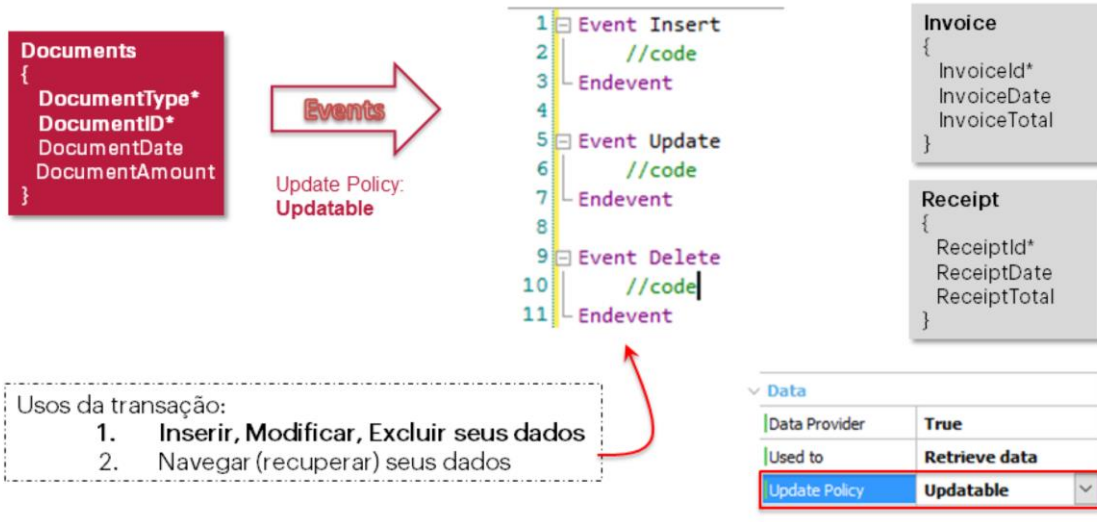 Documents
{
DocumentType*
DocumentID*
DocumentDate
DocumentAmount
}
Events
Update Policy:
Updatable
1 Event Insert
2 //code
3 Endevent
4
5 Event Update
6 //code
7 Endevent
8
9 Event Delete
10 //code
11 Endevent
Invoice
{
InvoiceId*
InvoiceDate
InvoiceTotal
}
Receipt
{
ReceiptId*
ReceiptDate
ReceiptTotal
}
Usos da transação:
1. Inserir, Modificar, Excluir seus dados
2. Navegar (recuperar) seus dados
Data
Data Provider True
Used to Retrieve data
Update Policy Updatable